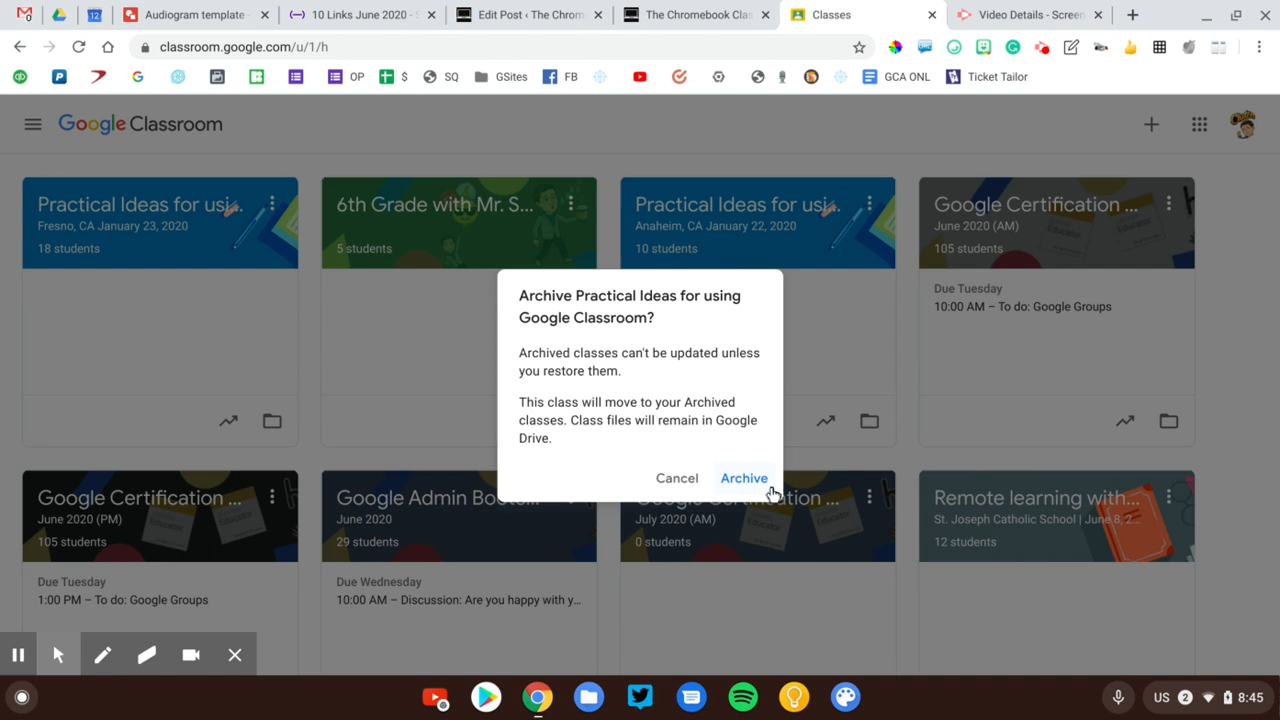 Audiogram template -
10 Links June 2020 -
Edit Post ‹ The Chrom
The Chromebook Clas
Classes
Video Details - Screen
classroom.google.com/u/1/h
OP
$
SQ
GSites
FB
GCA ONL
Ticket Tailor
Google Classroom
Practical Ideas for usi...
Fresno, CA January 23, 2020
18 students
6th Grade with Mr. S...
5 students
Practical Ideas for usi...
Anaheim, CA January 22, 2020
10 students
Google Certification ...
June 2020 (AM)
105 students
Due Tuesday
10:00 AM – To do: Google Groups
Archive Practical Ideas for using
Google Classroom?
Archived classes can't be updated unless
you restore them.
This class will move to your Archived
classes. Class files will remain in Google
Drive.
Cancel
Archive
Google Certification ...
June 2020 (PM)
105 students
Due Tuesday
1:00 PM – To do: Google Groups
Google Admin Boots...
June 2020
29 students
Due Wednesday
10:00 AM – Discussion: Are you happy with y...
Google Certification ...
July 2020 (AM)
0 students
Remote learning with...
St. Joseph Catholic School | June 8, 2...
12 students
US
2
8:45